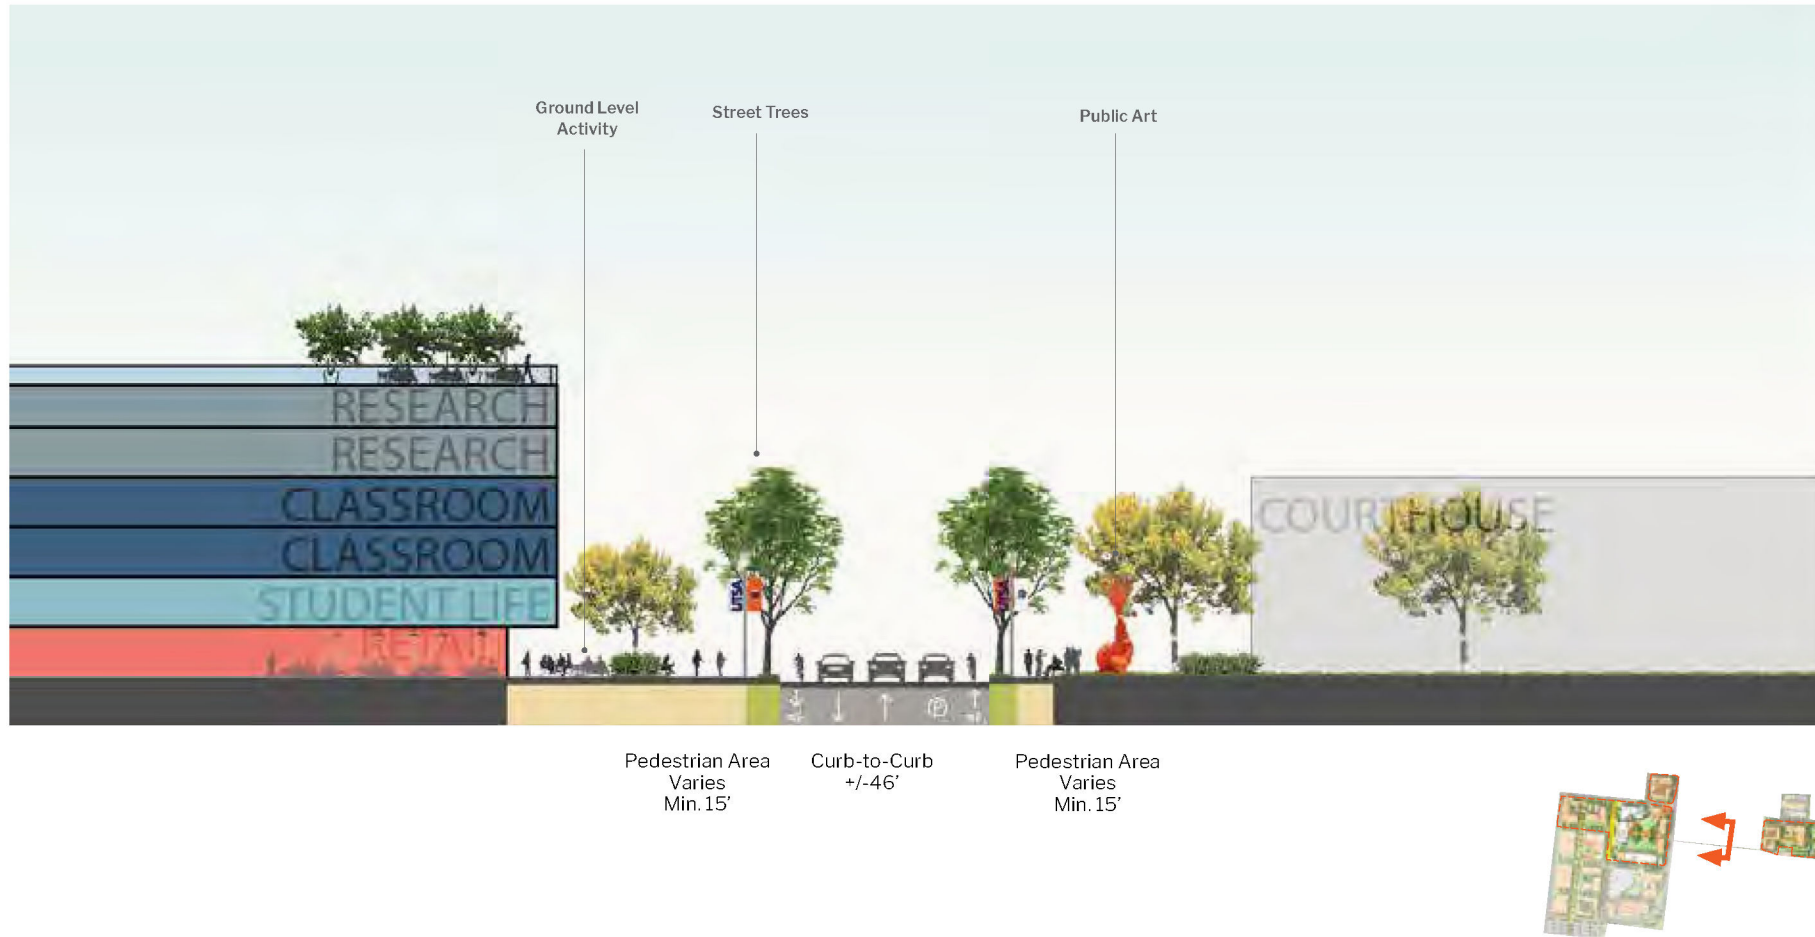 Ground Level
Activity
Street Trees
Public Art
RESEARCH
RESEARCH
CLASSROOM
CLASSROOM
STUDENT LIFE
RETAIL
COURTHOUSE
Pedestrian Area
Varies
Min. 15’
Curb-to-Curb
+/-46’
Pedestrian Area
Varies
Min. 15’